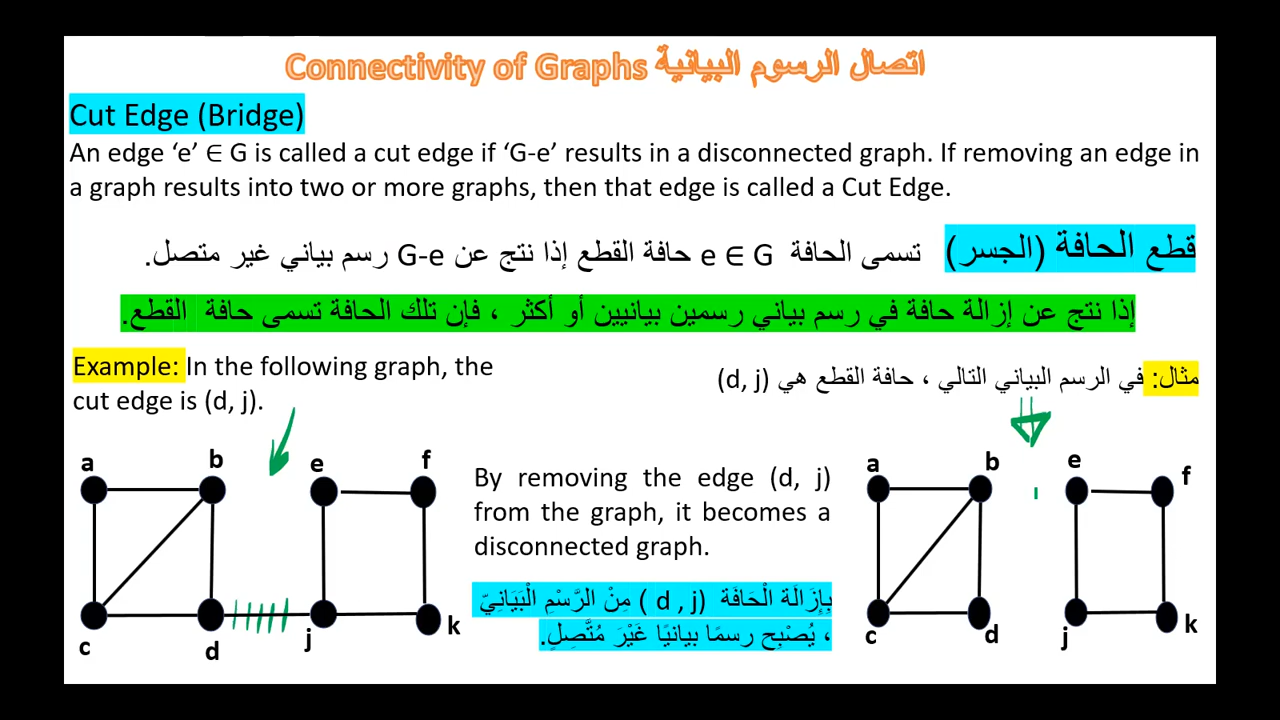 Connectivity of Graphs اتصال الرسوم البيانية
Cut Edge (Bridge)
An edge ‘e’ ∈ G is called a cut edge if ‘G-e’ results in a disconnected graph. If removing an edge in
a graph results into two or more graphs, then that edge is called a Cut Edge.
قطع الحافة (الجسر) تسمى الحافة e ∈ G حافة القطع إذا نتج عن G-e رسم بياني غير متصل.
إذا نتج عن إزالة حافة في رسم بياني رسمين بيانيين أو أكثر ، فإن تلك الحافة تسمى حافة القطع.
Example: In the following graph, the
cut edge is (d, j).
مثال: في الرسم البياني التالي ، حافة القطع هي (d, j)
a b e f
c d j k
By removing the edge (d, j)
from the graph, it becomes a
disconnected graph.
بِإِزَالَة الْحَافَة (d , j) مِنْ الرَّسْمِ الْبَيَانِيّ
، يُصْبِح رسمًا بيانيًا غَيْرَ مُتَّصِلٍ.
a b e f
c d j k